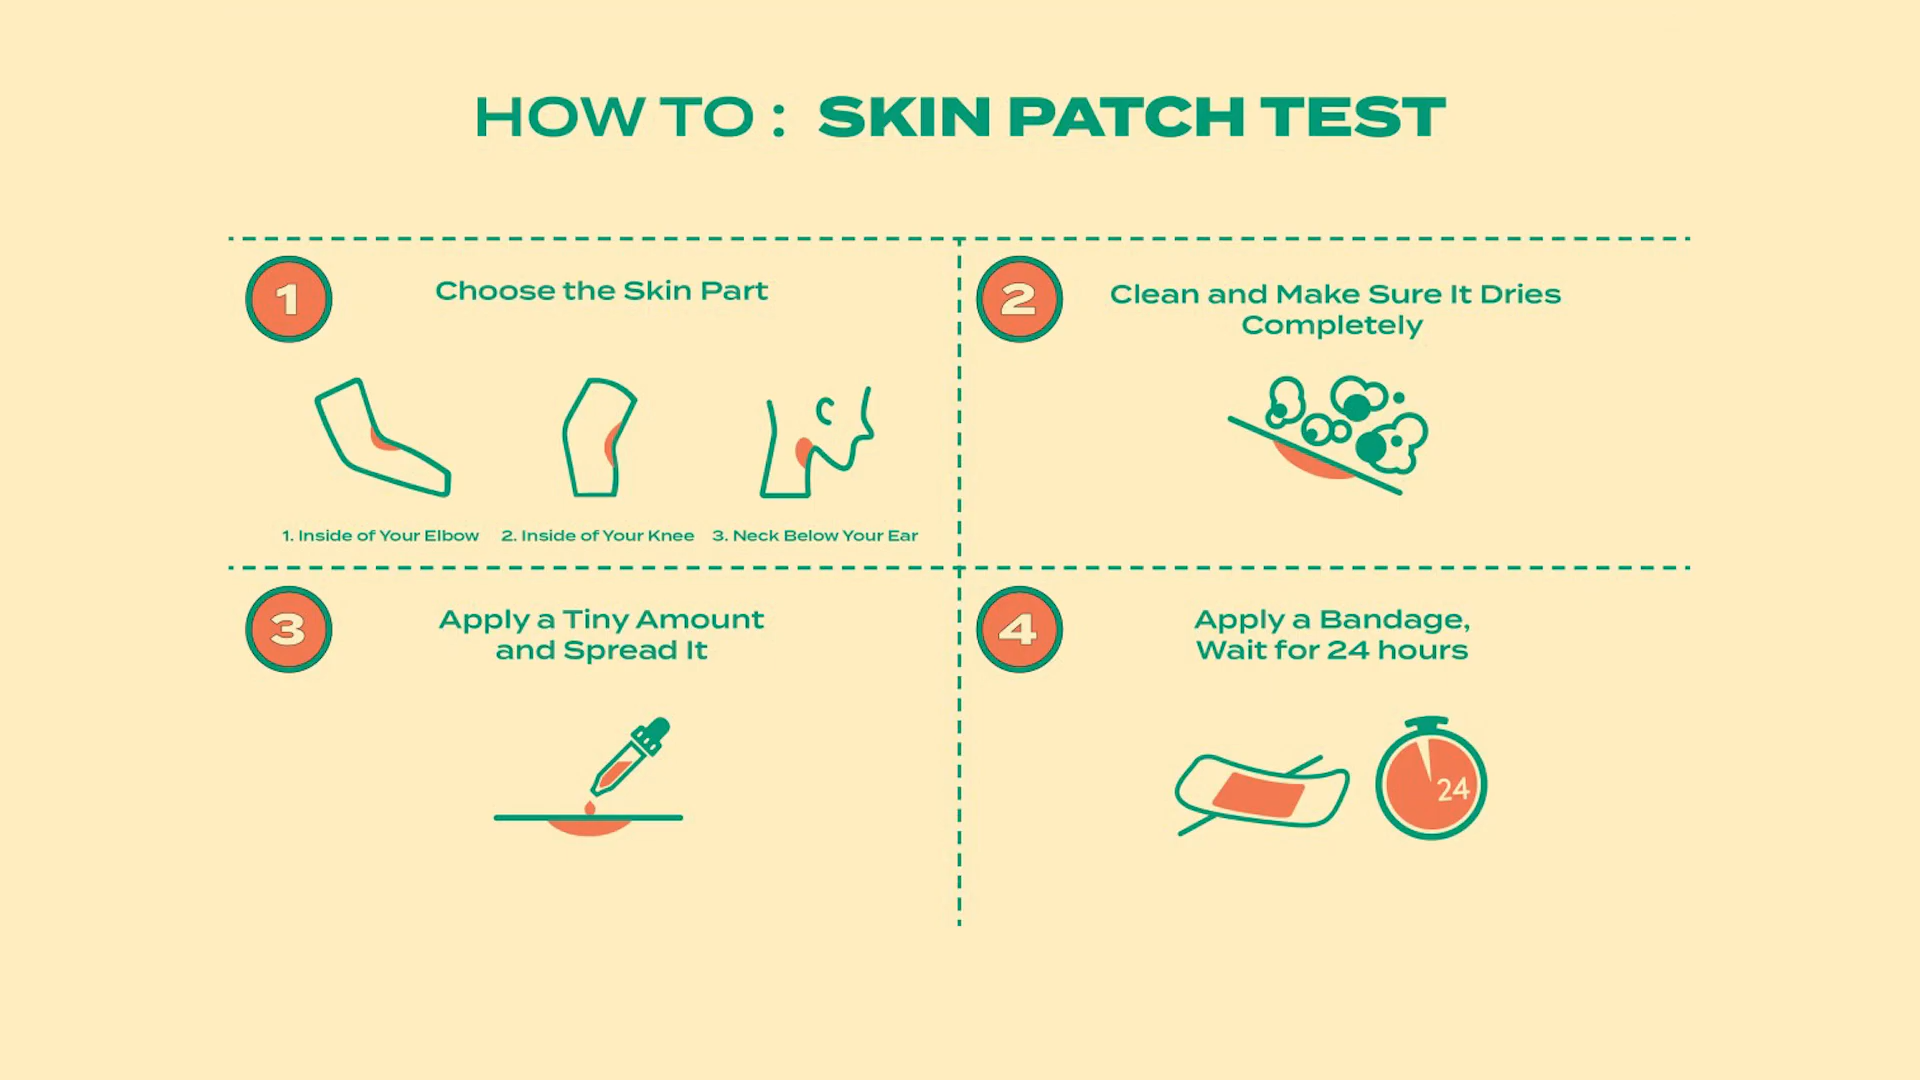 HOW TO : SKIN PATCH TEST
1
Choose the Skin Part
1. Inside of Your Elbow
2. Inside of Your Knee
3. Neck Below Your Ear
2
Clean and Make Sure It Dries
Completely
3
Apply a Tiny Amount
and Spread It
4
Apply a Bandage,
Wait for 24 hours
24